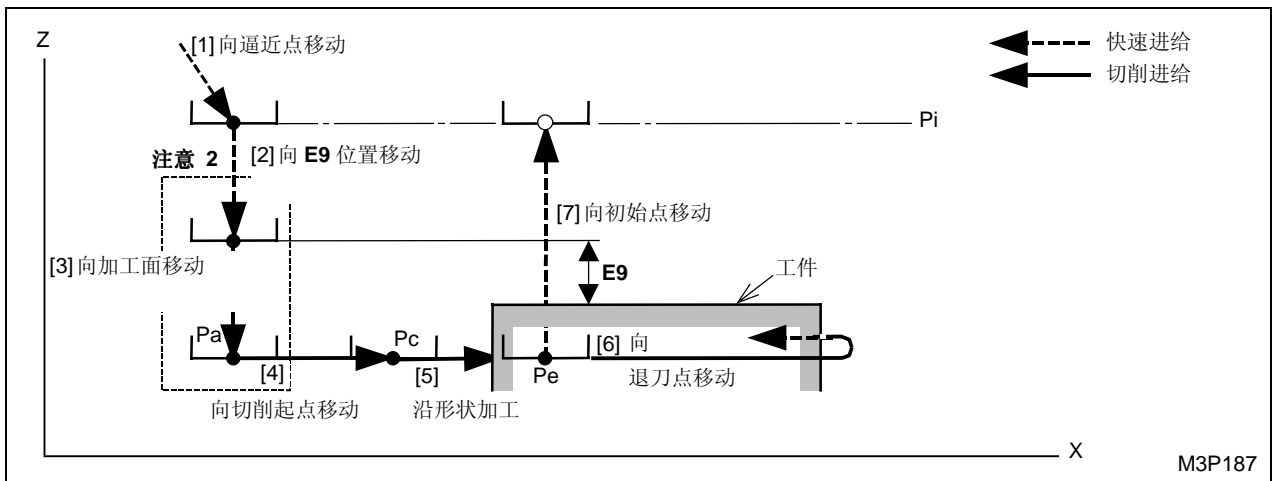 Z
[1]向逼近点移动
快速进给
切削进给
Pi
注意 2
[2]向 E9 位置移动
[7]向初始点移动
[3]向加工面移动
E9
工件
Pa
Pc
[6] 向
[4]
[5]
Pe
退刀点移动
向切削起点移动
沿形状加工
X
M3P187